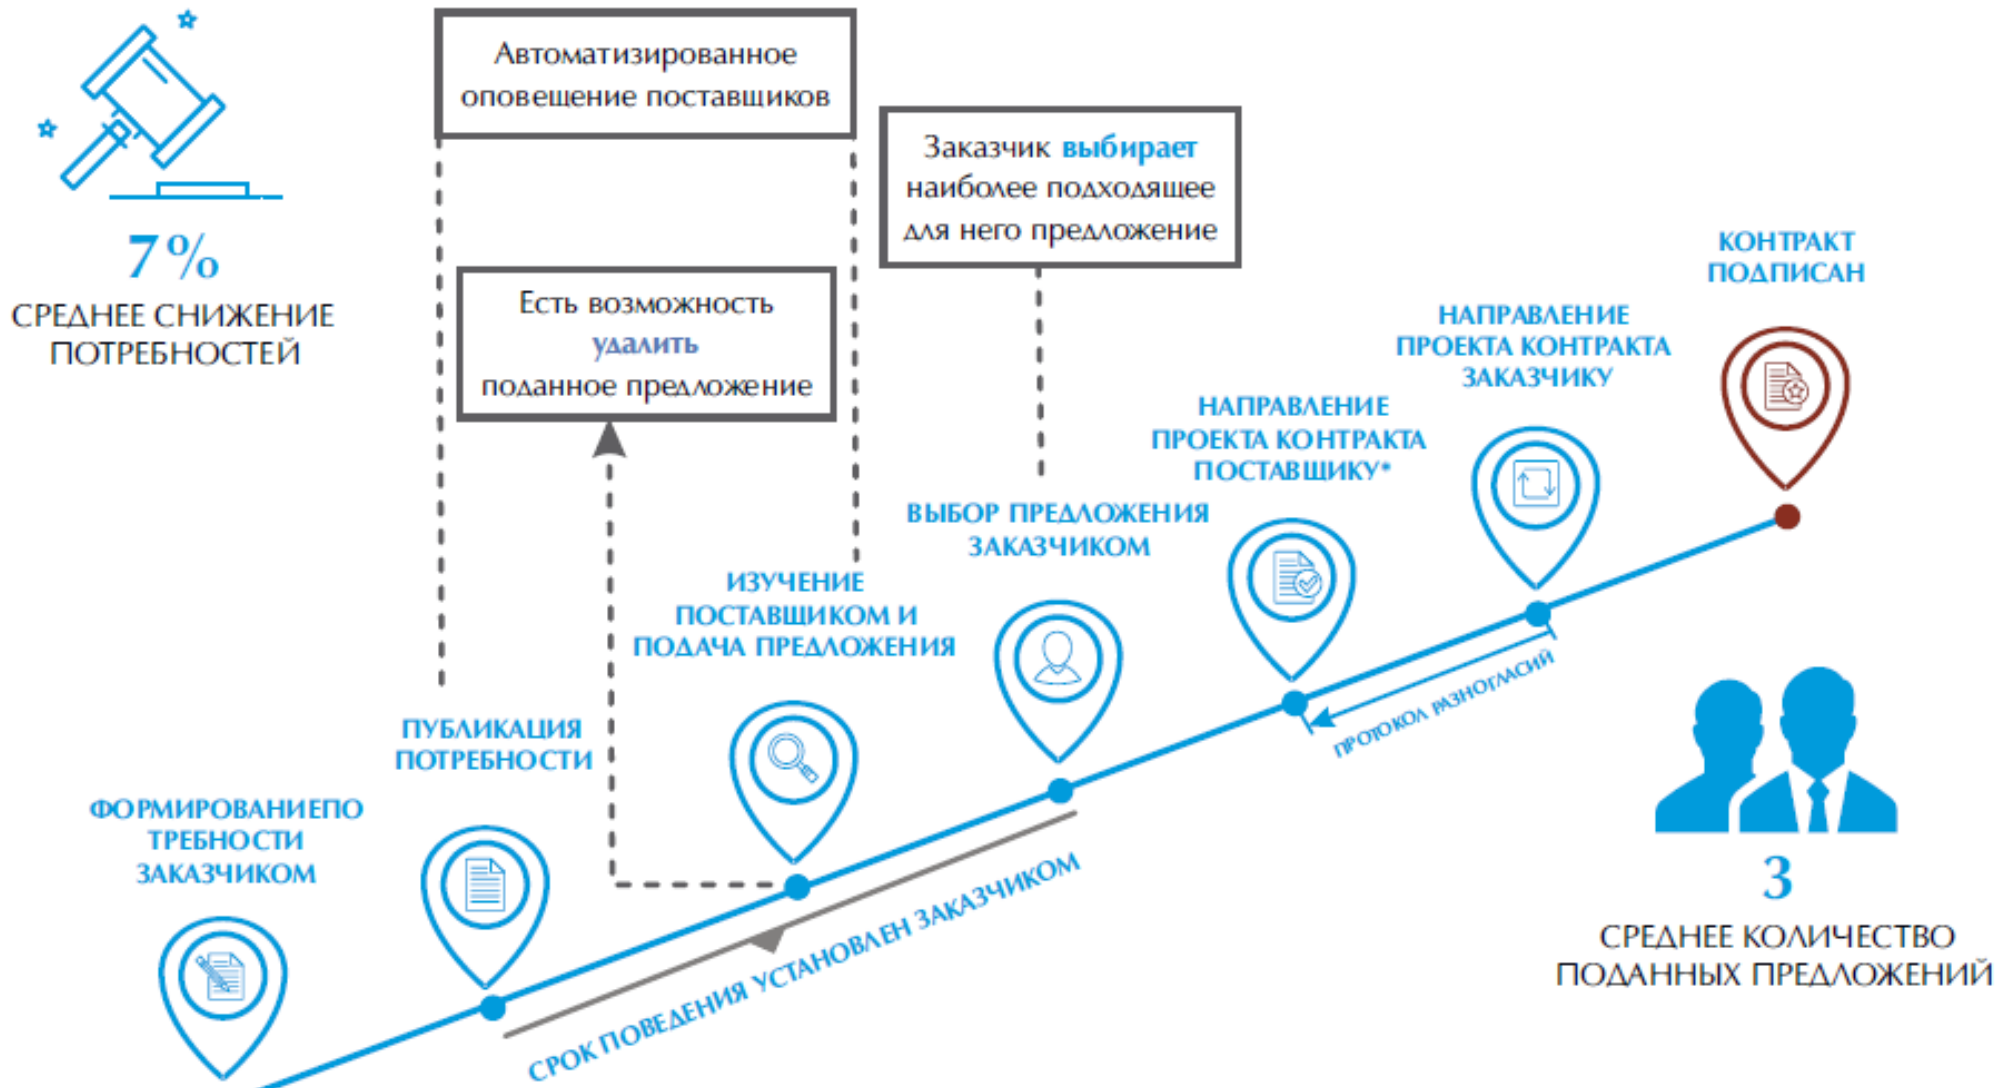 Автоматизированное
оповещение поставщиков
Заказчик выбирает
наиболее подходящее
для него предложение
7%
СРЕДНЕЕ СНИЖЕНИЕ
ПОТРЕБНОСТЕЙ
Есть возможность
удалить
поданное предложение
КОНТРАКТ
ПОДПИСАН
НАПРАВЛЕНИЕ
ПРОЕКТА КОНТРАКТА
ЗАКАЗЧИКУ
НАПРАВЛЕНИЕ
ПРОЕКТА КОНТРАКТА
ПОСТАВЩИКУ*
ВЫБОР ПРЕДЛОЖЕНИЯ
ЗАКАЗЧИКОМ
ИЗУЧЕНИЕ
ПОСТАВЩИКОМ И
ПОДАЧА ПРЕДЛОЖЕНИЯ
ПУБЛИКАЦИЯ
ПОТРЕБНОСТИ
ФОРМИРОВАНИЕПО
ТРЕБНОСТИ
ЗАКАЗЧИКОМ
ПРОТОКОЛ РАЗНОГЛАСИЙ
СРОК ПОВЕДЕНИЯ УСТАНОВЛЕН ЗАКАЗЧИКОМ
3
СРЕДНЕЕ КОЛИЧЕСТВО
ПОДАННЫХ ПРЕДЛОЖЕНИЙ